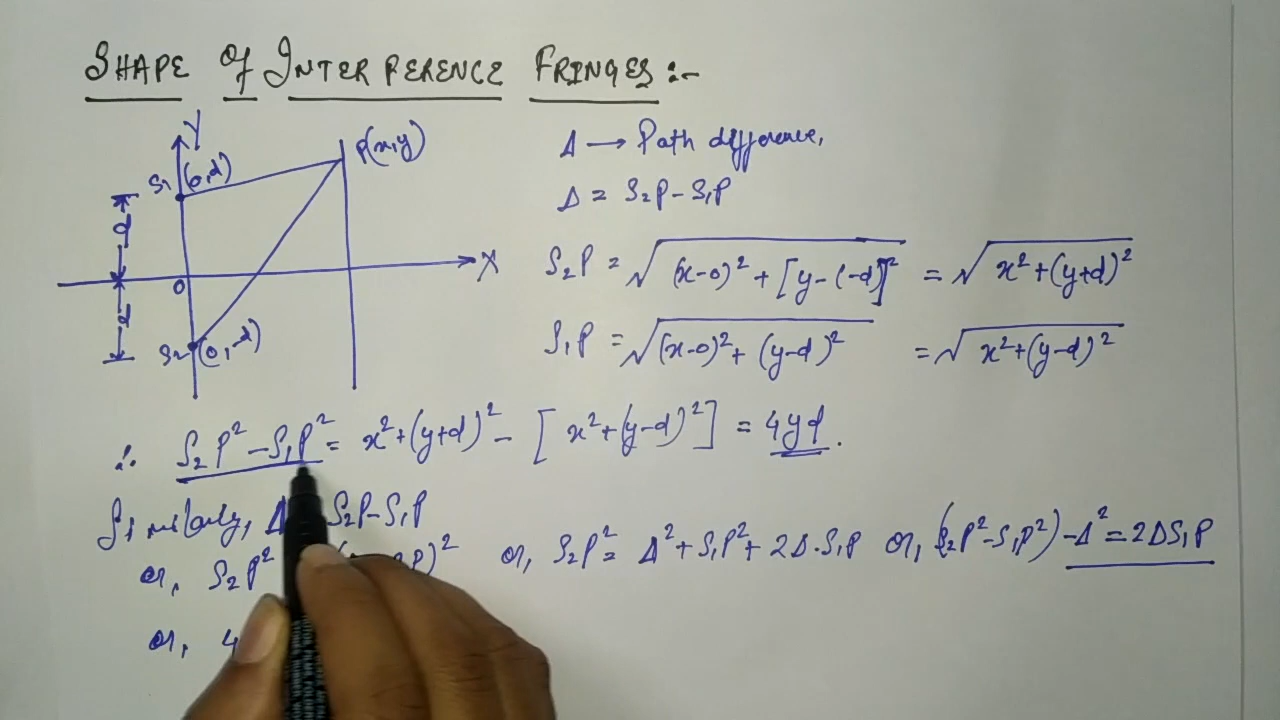 SHAPE Of INTERFERENCE FRINGES :-
Y
P(x,y)
S₁ (0,d)
d
X
0
d
S₂ (0,-d)
Δ → Path difference,
Δ = S₂P - S₁P
S₂P = √(x-0)² + [y-(-d)]² = √x²+(y+d)²
S₁P = √(x-0)² + (y-d)² = √x²+(y-d)²
∴ S₂P² - S₁P² = x²+(y+d)² - [x²+(y-d)²] = 4yd.
Similarly, Δ S₂P - S₁P
or, S₂P² P)² or, S₂P² = Δ² + S₁P² + 2Δ.S₁P or, (S₂P² - S₁P²) - Δ² = 2ΔS₁P
or, 4